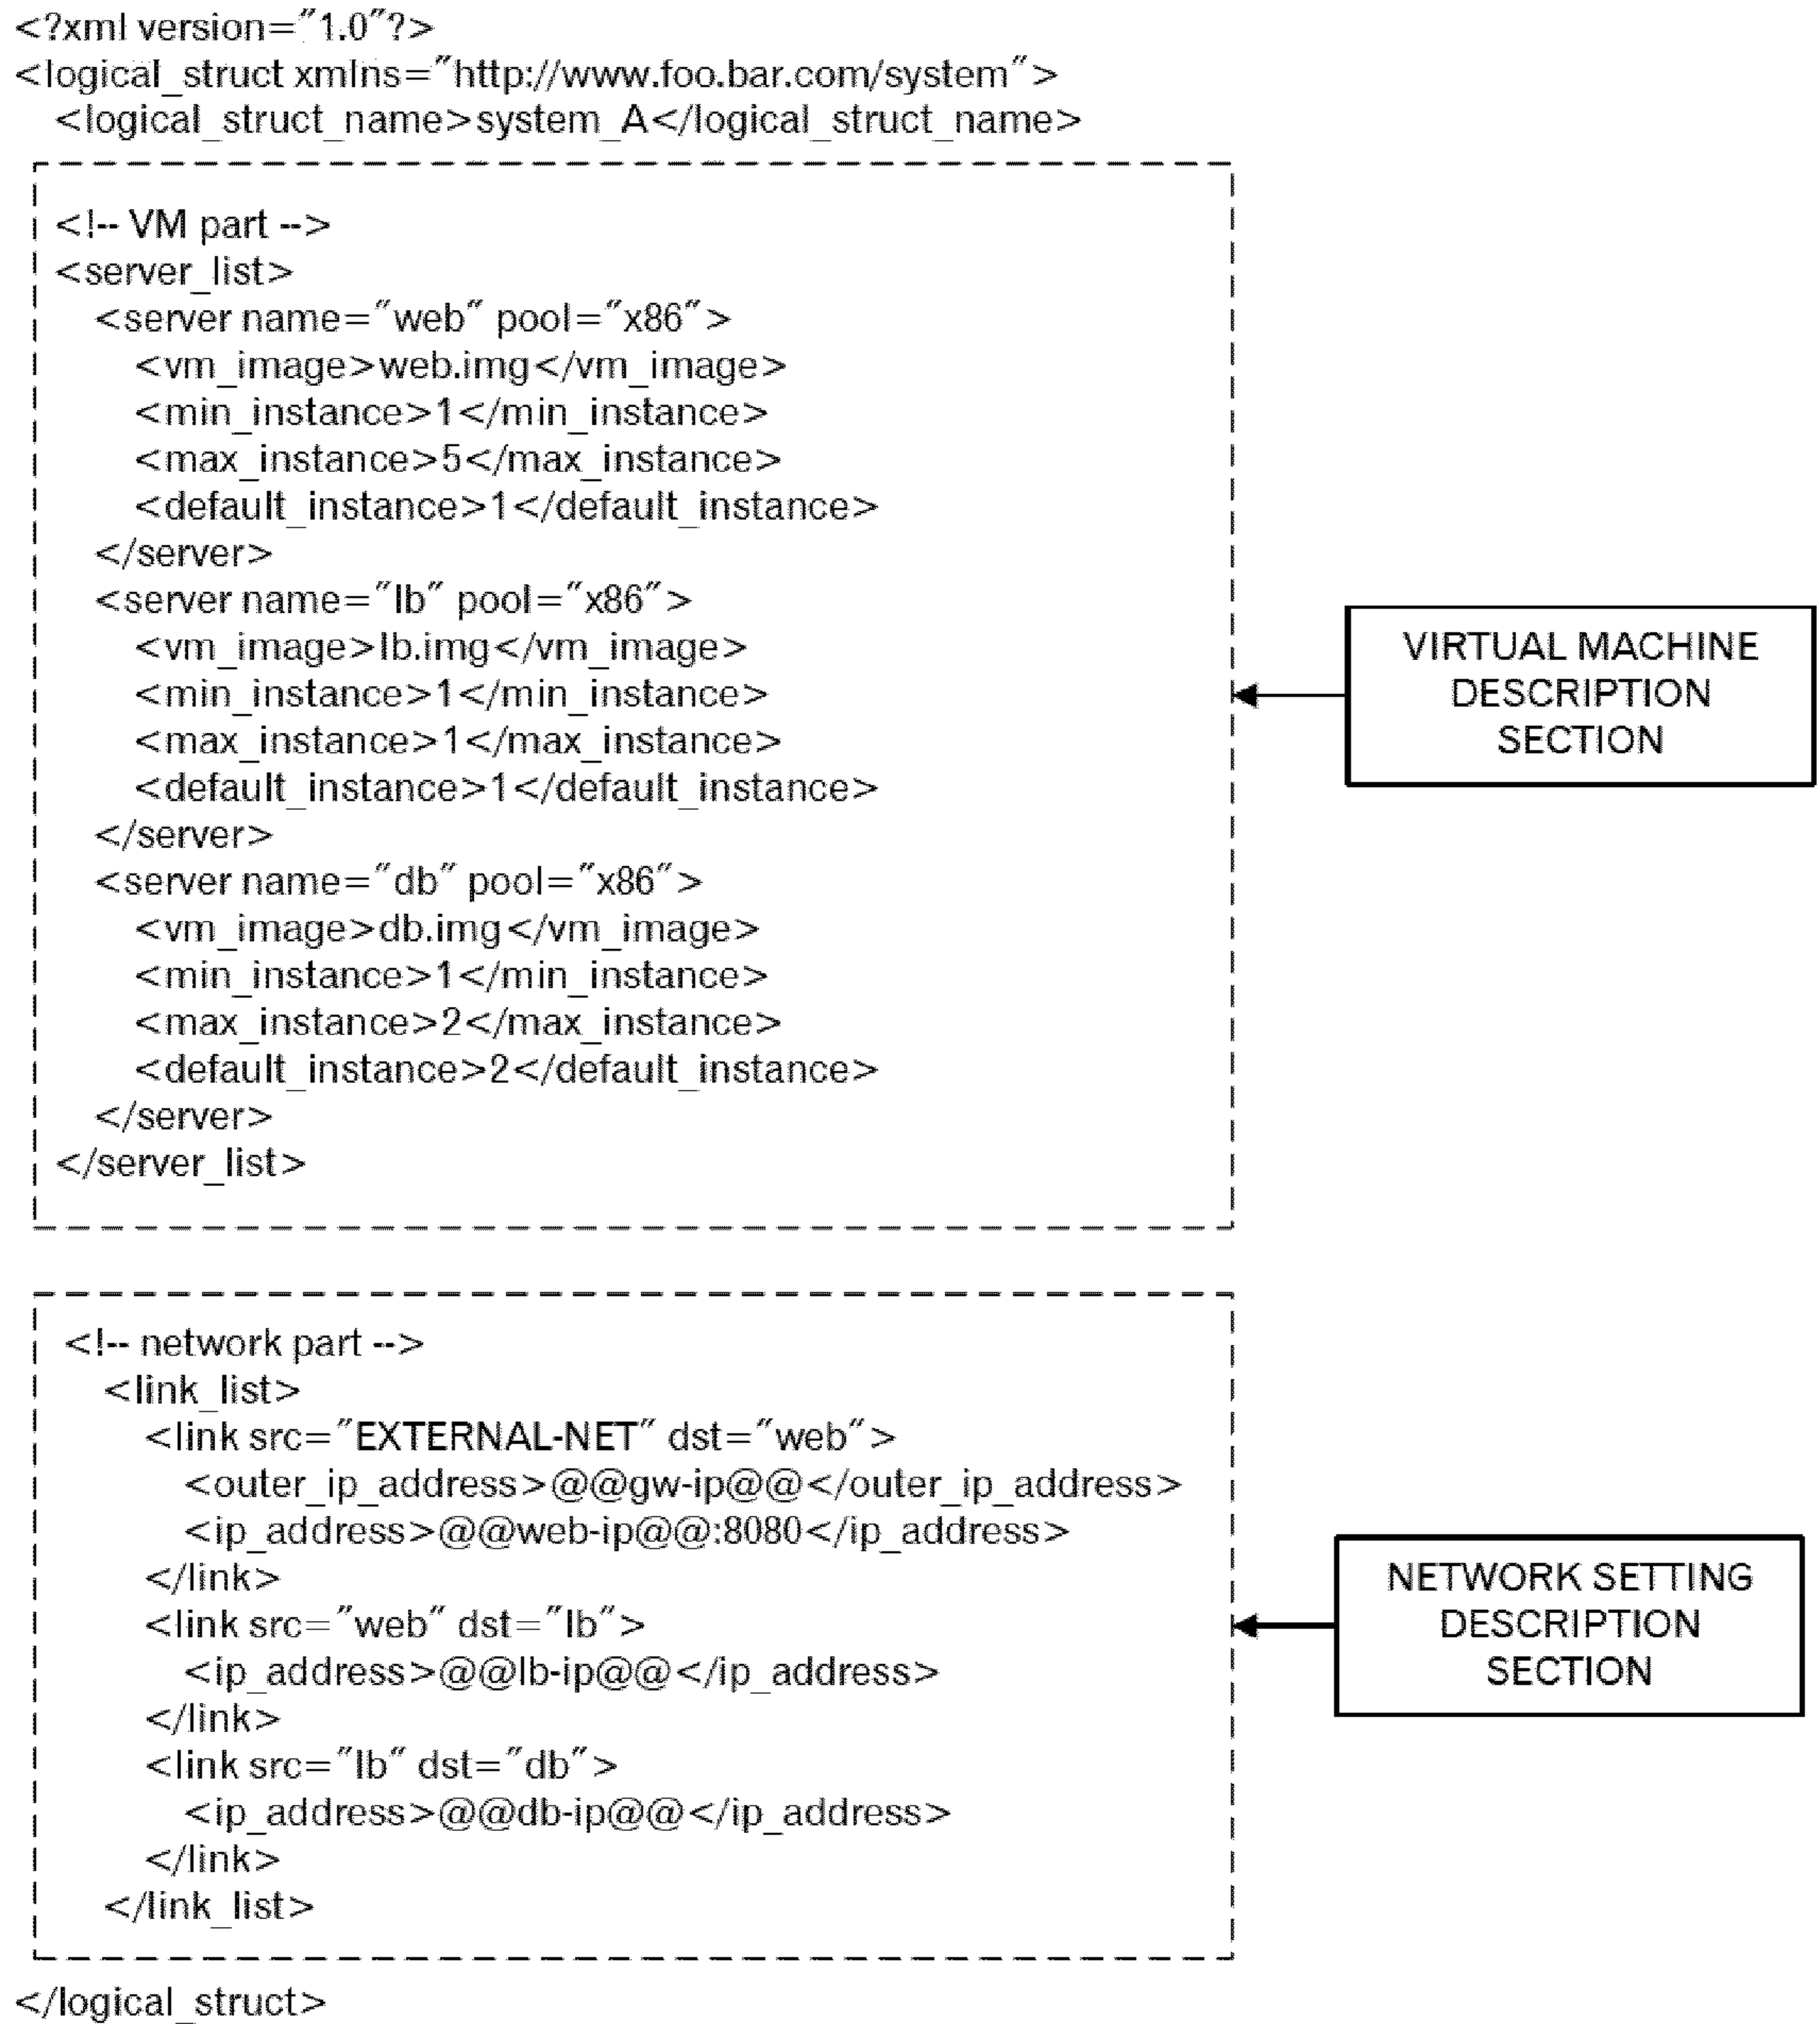 <?xml version="1.0"?>
<logical_struct xmlns="http://www.foo.bar.com/system">
<logical_struct_name>system_A</logical_struct_name>
<!-- VM part -->
<server_list>
<server name="web" pool="x86">
<vm_image>web.img</vm_image>
<min_instance>1</min_instance>
<max_instance>5</max_instance>
<default_instance>1</default_instance>
</server>
<server name="lb" pool="x86">
<vm_image>lb.img</vm_image>
<min_instance>1</min_instance>
<max_instance>1</max_instance>
<default_instance>1</default_instance>
</server>
<server name="db" pool="x86">
<vm_image>db.img</vm_image>
<min_instance>1</min_instance>
<max_instance>2</max_instance>
<default_instance>2</default_instance>
</server>
</server_list>
VIRTUAL MACHINE
DESCRIPTION
SECTION
<!-- network part -->
<link_list>
<link src="EXTERNAL-NET" dst="web">
<outer_ip_address>@@gw-ip@@</outer_ip_address>
<ip_address>@@web-ip@@:8080</ip_address>
</link>
<link src="web" dst="lb">
<ip_address>@@lb-ip@@</ip_address>
</link>
<link src="lb" dst="db">
<ip_address>@@db-ip@@</ip_address>
</link>
</link_list>
NETWORK SETTING
DESCRIPTION
SECTION
</logical_struct>